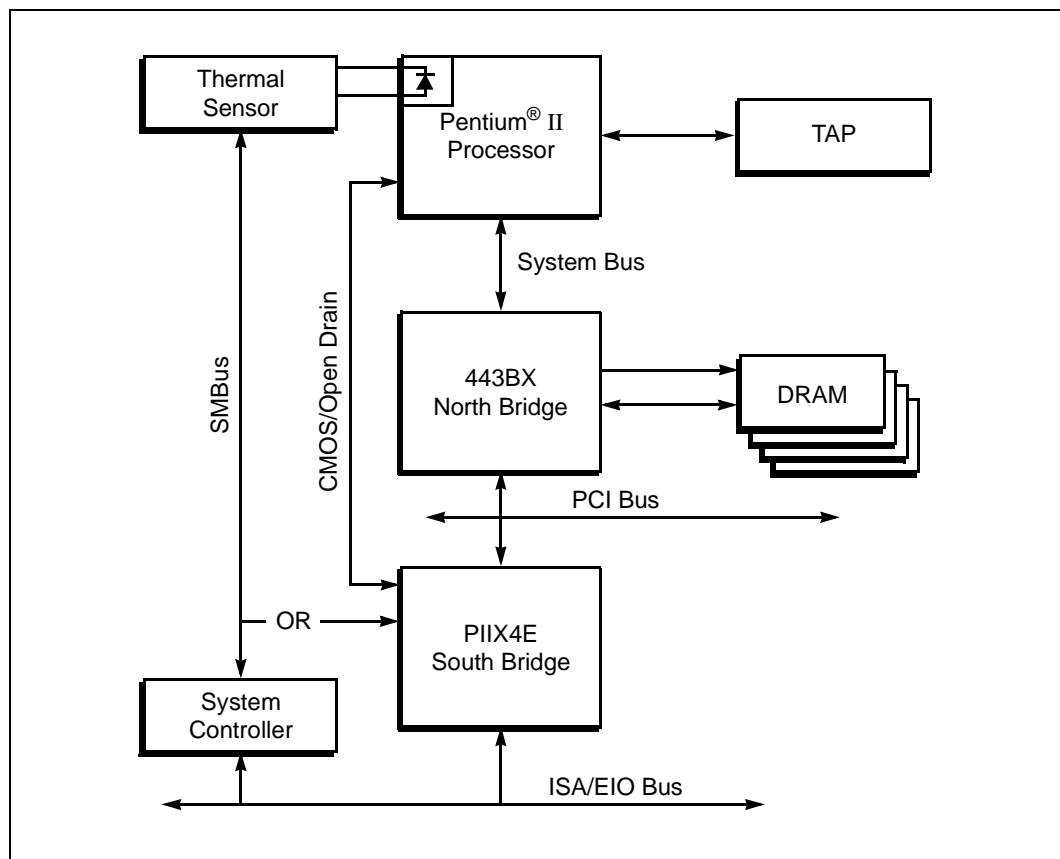 Thermal
Sensor
Pentium® II
Processor
TAP
System Bus
SMBus
CMOS/Open Drain
443BX
North Bridge
DRAM
PCI Bus
OR
PIIX4E
South Bridge
System
Controller
ISA/EIO Bus